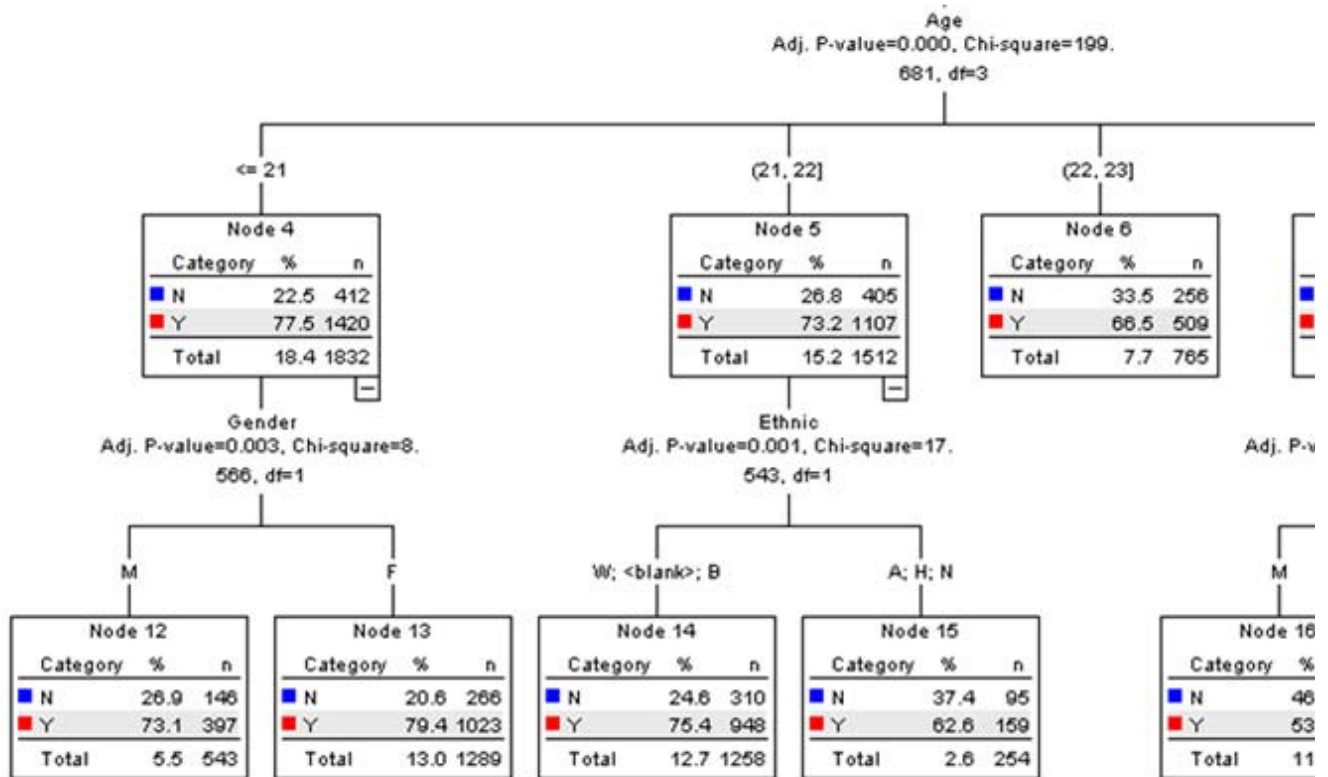 Age
Adj. P-value=0.000, Chi-square=199.
681, df=3
<= 21
(21, 22]
(22, 23]
Node 4
Category % n
N 22.5 412
Y 77.5 1420
Total 18.4 1832
Node 5
Category % n
N 26.8 405
Y 73.2 1107
Total 15.2 1512
Node 6
Category % n
N 33.5 256
Y 66.5 509
Total 7.7 765
Gender
Adj. P-value=0.003, Chi-square=8.
566, df=1
Ethnic
Adj. P-value=0.001, Chi-square=17.
543, df=1
Adj. P-v
M
F
W; <blank>; B
A; H; N
M
Node 12
Category % n
N 26.9 146
Y 73.1 397
Total 5.5 543
Node 13
Category % n
N 20.6 266
Y 79.4 1023
Total 13.0 1289
Node 14
Category % n
N 24.6 310
Y 75.4 948
Total 12.7 1258
Node 15
Category % n
N 37.4 95
Y 62.6 159
Total 2.6 254
Node 16
Category %
N 46
Y 53
Total 11